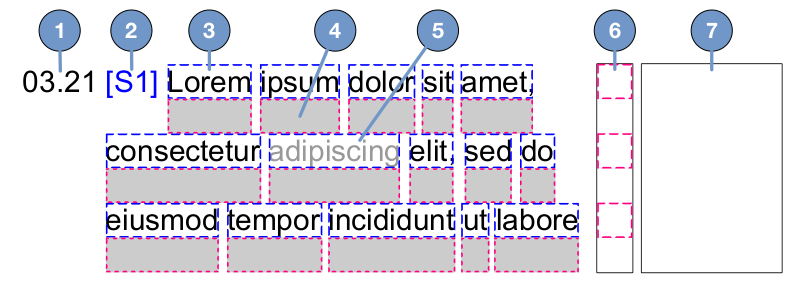 1 2 3 4 5 6 7
03.21 [S1] Lorem ipsum dolor sit amet,
consectetur adipiscing elit, sed do
eiusmod tempor incididunt ut labore